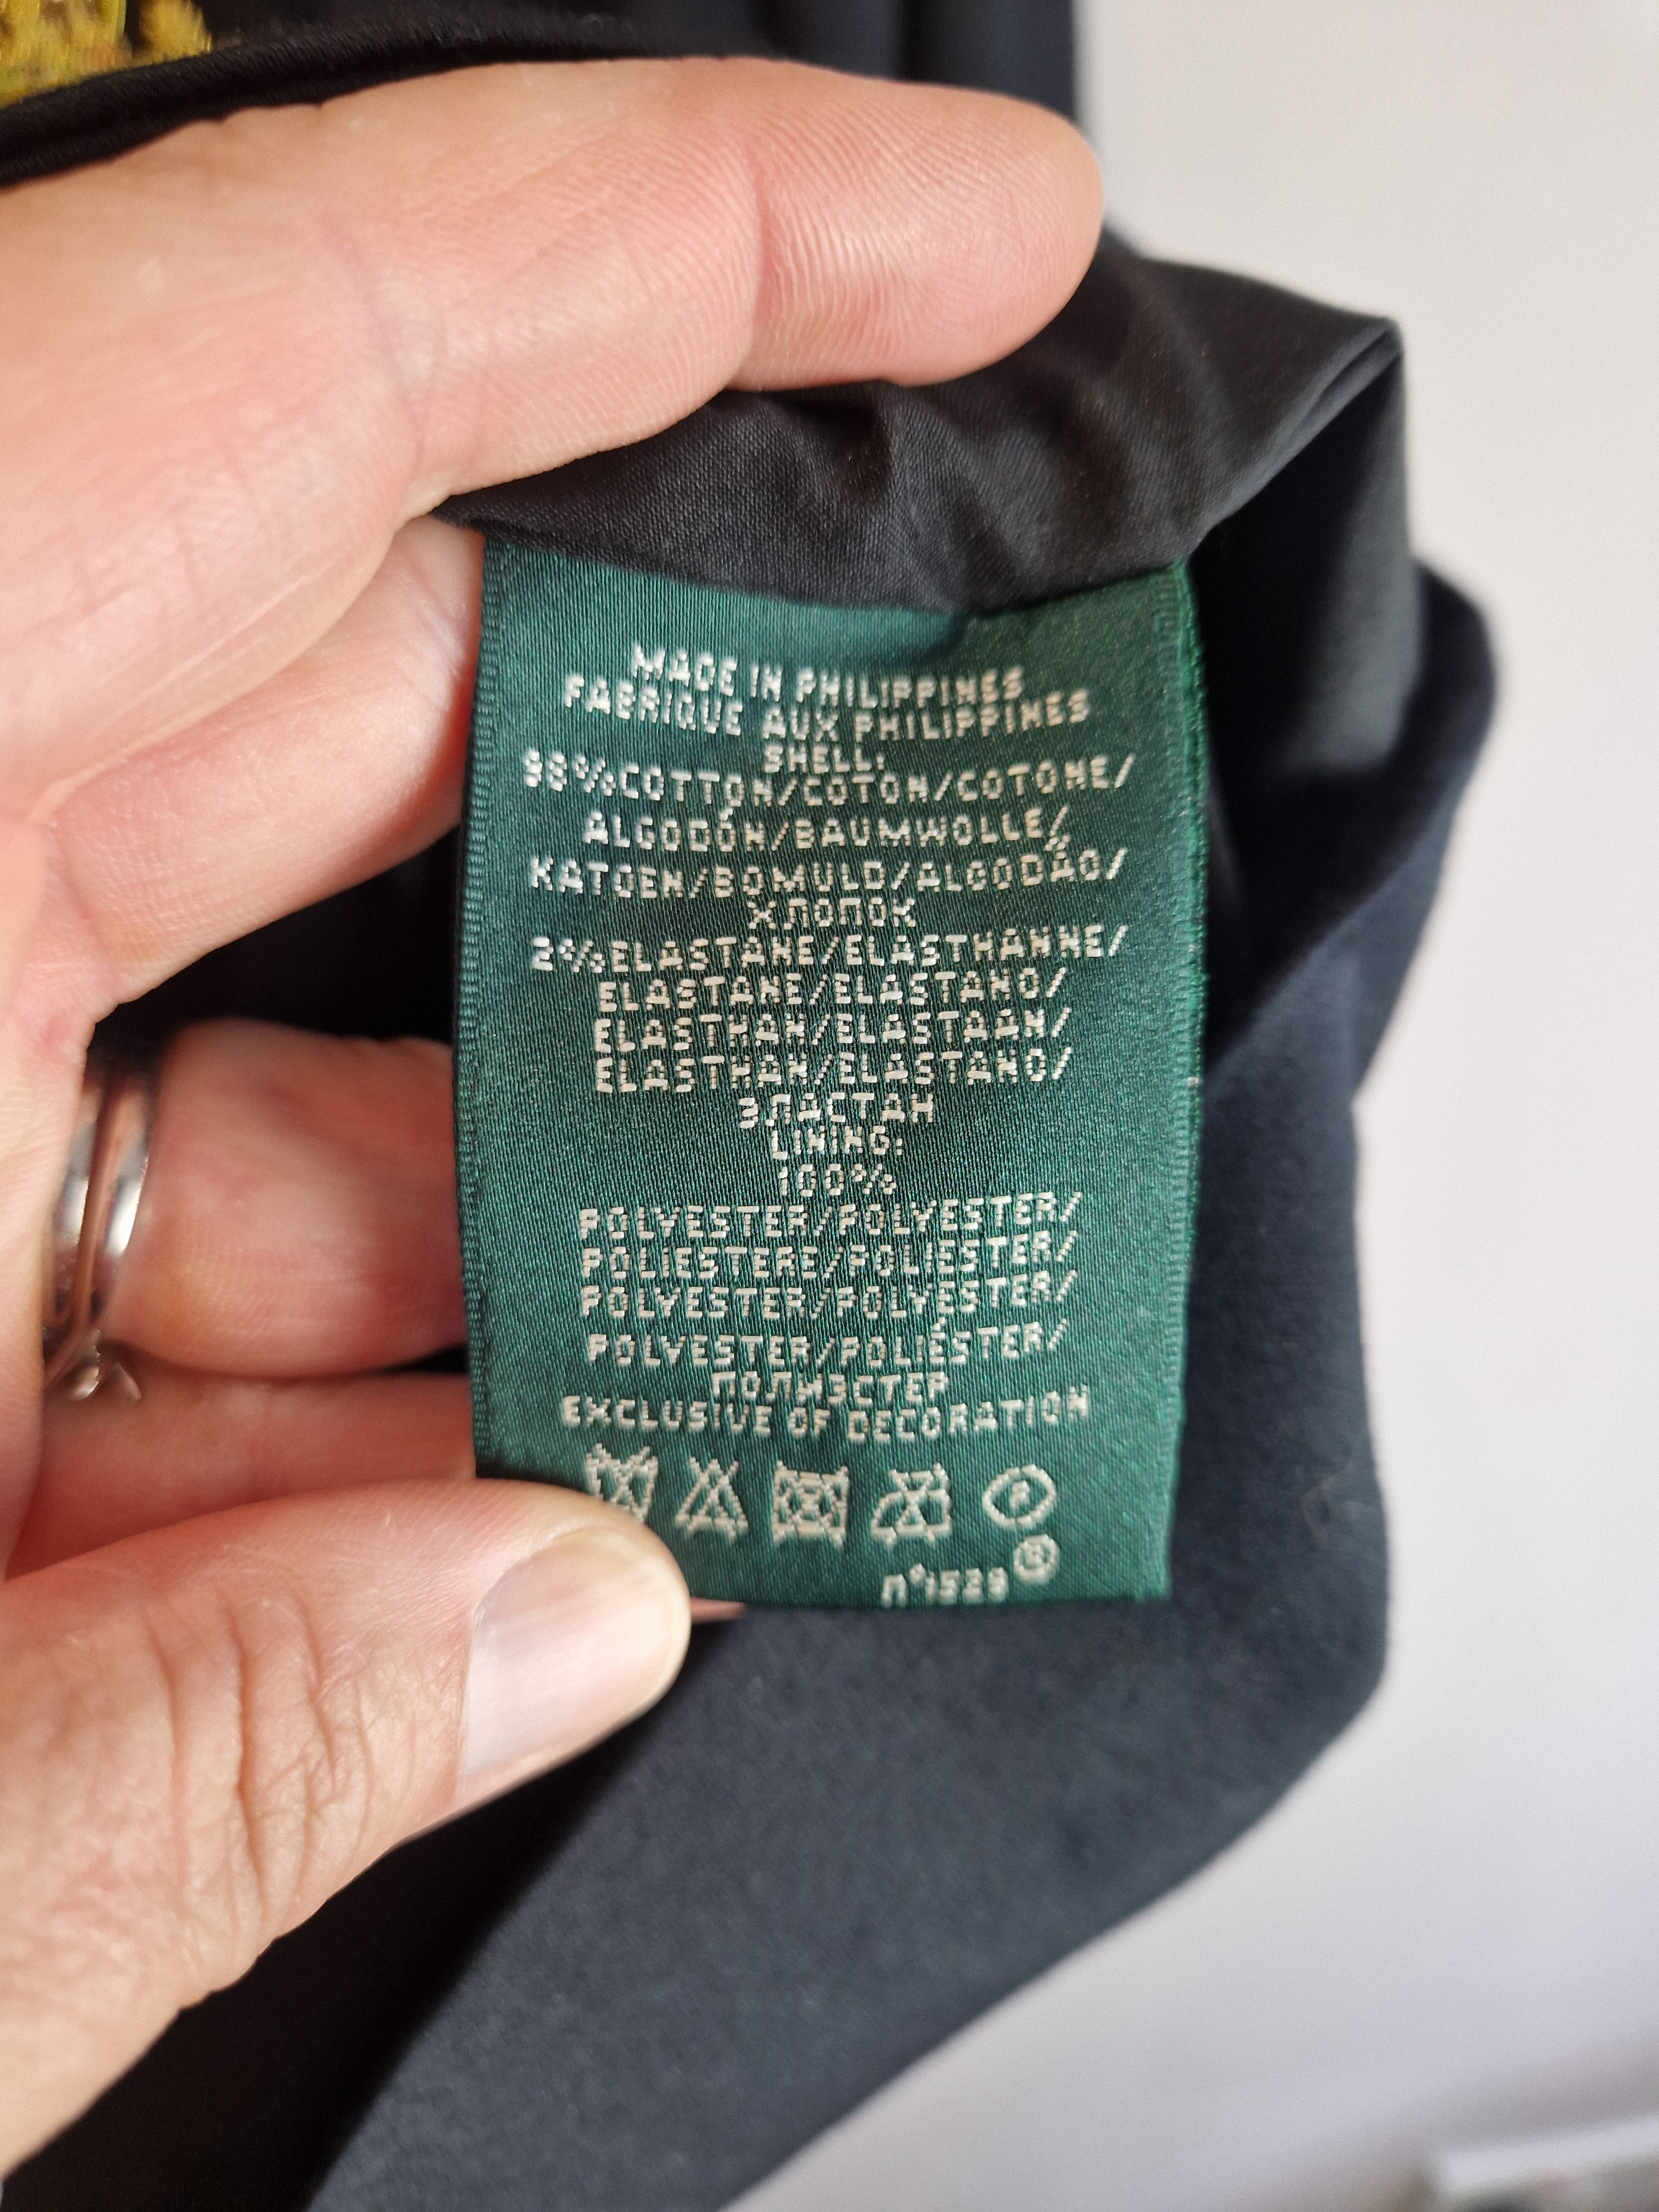 MADE IN PHILIPPINES
FABRIQUE AUX PHILIPPINES
SHELL:
98%COTTON/COTON/COTONE/
ALGODÓN/BAUMWOLLE/
KATOEN/BOMULD/ALGODÃO/
ХЛОПОК
2%ELASTANE/ELASTHANNE/
ELASTANE/ELASTANO/
ELASTHAN/ELASTAAN/
ELASTHAN/ELASTANO/
ЭЛАСТАН
LINING:
100%
POLYESTER/POLYESTER/
POLIESTERE/POLIESTER/
POLYESTER/POLYESTER/
POLYESTER/POLIÉSTER/
ПОЛИЭСТЕР
EXCLUSIVE OF DECORATION
P
n°1529 R